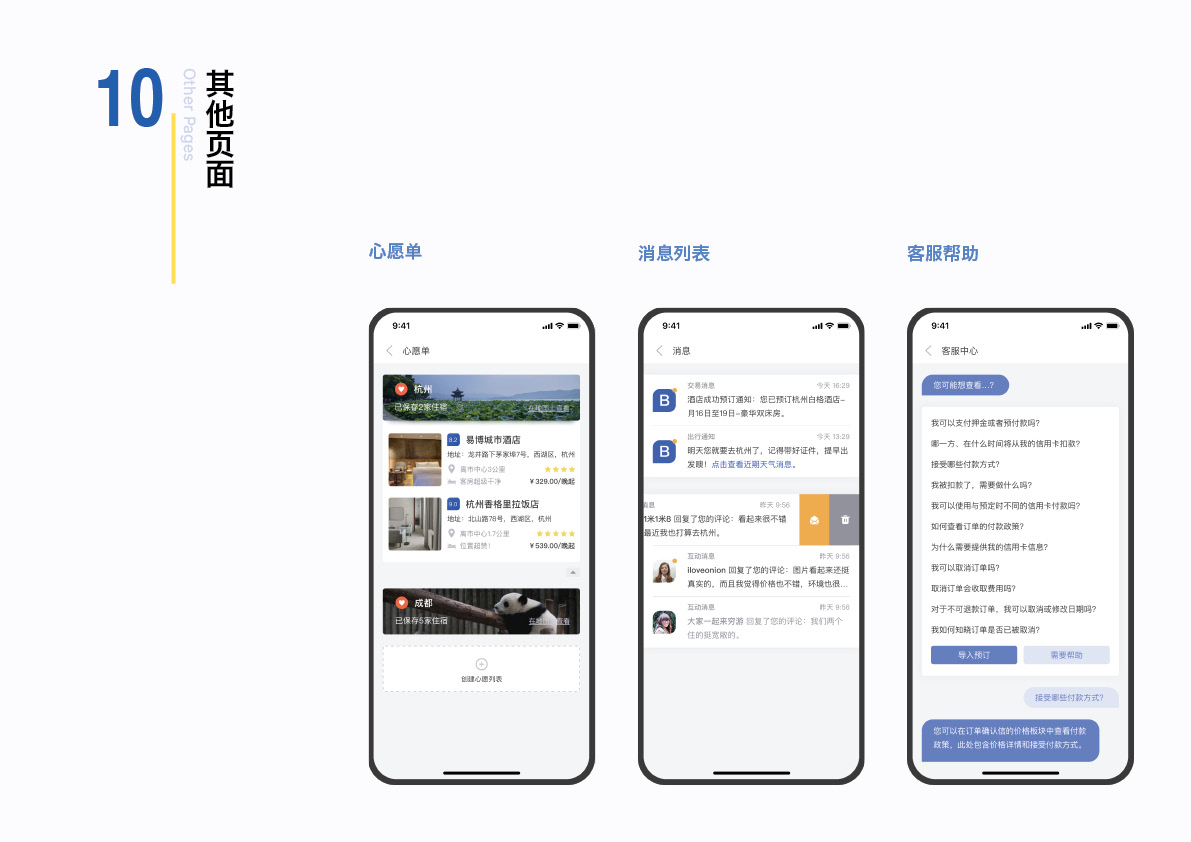 10
Other Pages
其他页面
心愿单
9:41
心愿单
杭州
已保存2家住宿
在地图上查看
9.2 易博城市酒店
地址：龙井路下茅家埠7号，西湖区，杭州
离市中心3公里
客房超级干净 ¥329.00/晚起
9.0 杭州香格里拉饭店
地址：北山路78号，西湖区，杭州
离市中心1.7公里
位置超赞！ ¥539.00/晚起
成都
已保存5家住宿
在地图上查看
创建心愿列表
消息列表
9:41
消息
B
交易消息 今天 16:29
酒店成功预订通知：您已预订杭州白格酒店-
月16日至19日-豪华双床房。
B
出行通知 今天 13:29
明天您就要去杭州了，记得带好证件，提早出
发噢！点击查看近期天气消息。
消息 昨天 9:56
1米1米8 回复了您的评论：看起来很不错
最近我也打算去杭州。
互动消息 昨天 9:56
iloveonion 回复了您的评论：图片看起来还挺
真实的，而且我觉得价格也不错，环境也很...
互动消息 昨天 9:56
大家一起来穷游 回复了您的评论：我们两个
住的挺宽敞的。
客服帮助
9:41
客服中心
您可能想查看...?
我可以支付押金或者预付款吗?
哪一方、在什么时间将从我的信用卡扣款?
接受哪些付款方式?
我被扣款了，需要做什么吗?
我可以使用与预定时不同的信用卡付款吗?
如何查看订单的付款政策?
为什么需要提供我的信用卡信息?
我可以取消订单吗?
取消订单会收取费用吗?
对于不可退款订单，我可以取消或修改日期吗?
我如何知晓订单是否已被取消?
导入预订
需要帮助
接受哪些付款方式?
您可以在订单确认信的价格板块中查看付款
政策，此处包含价格详情和接受付款方式。